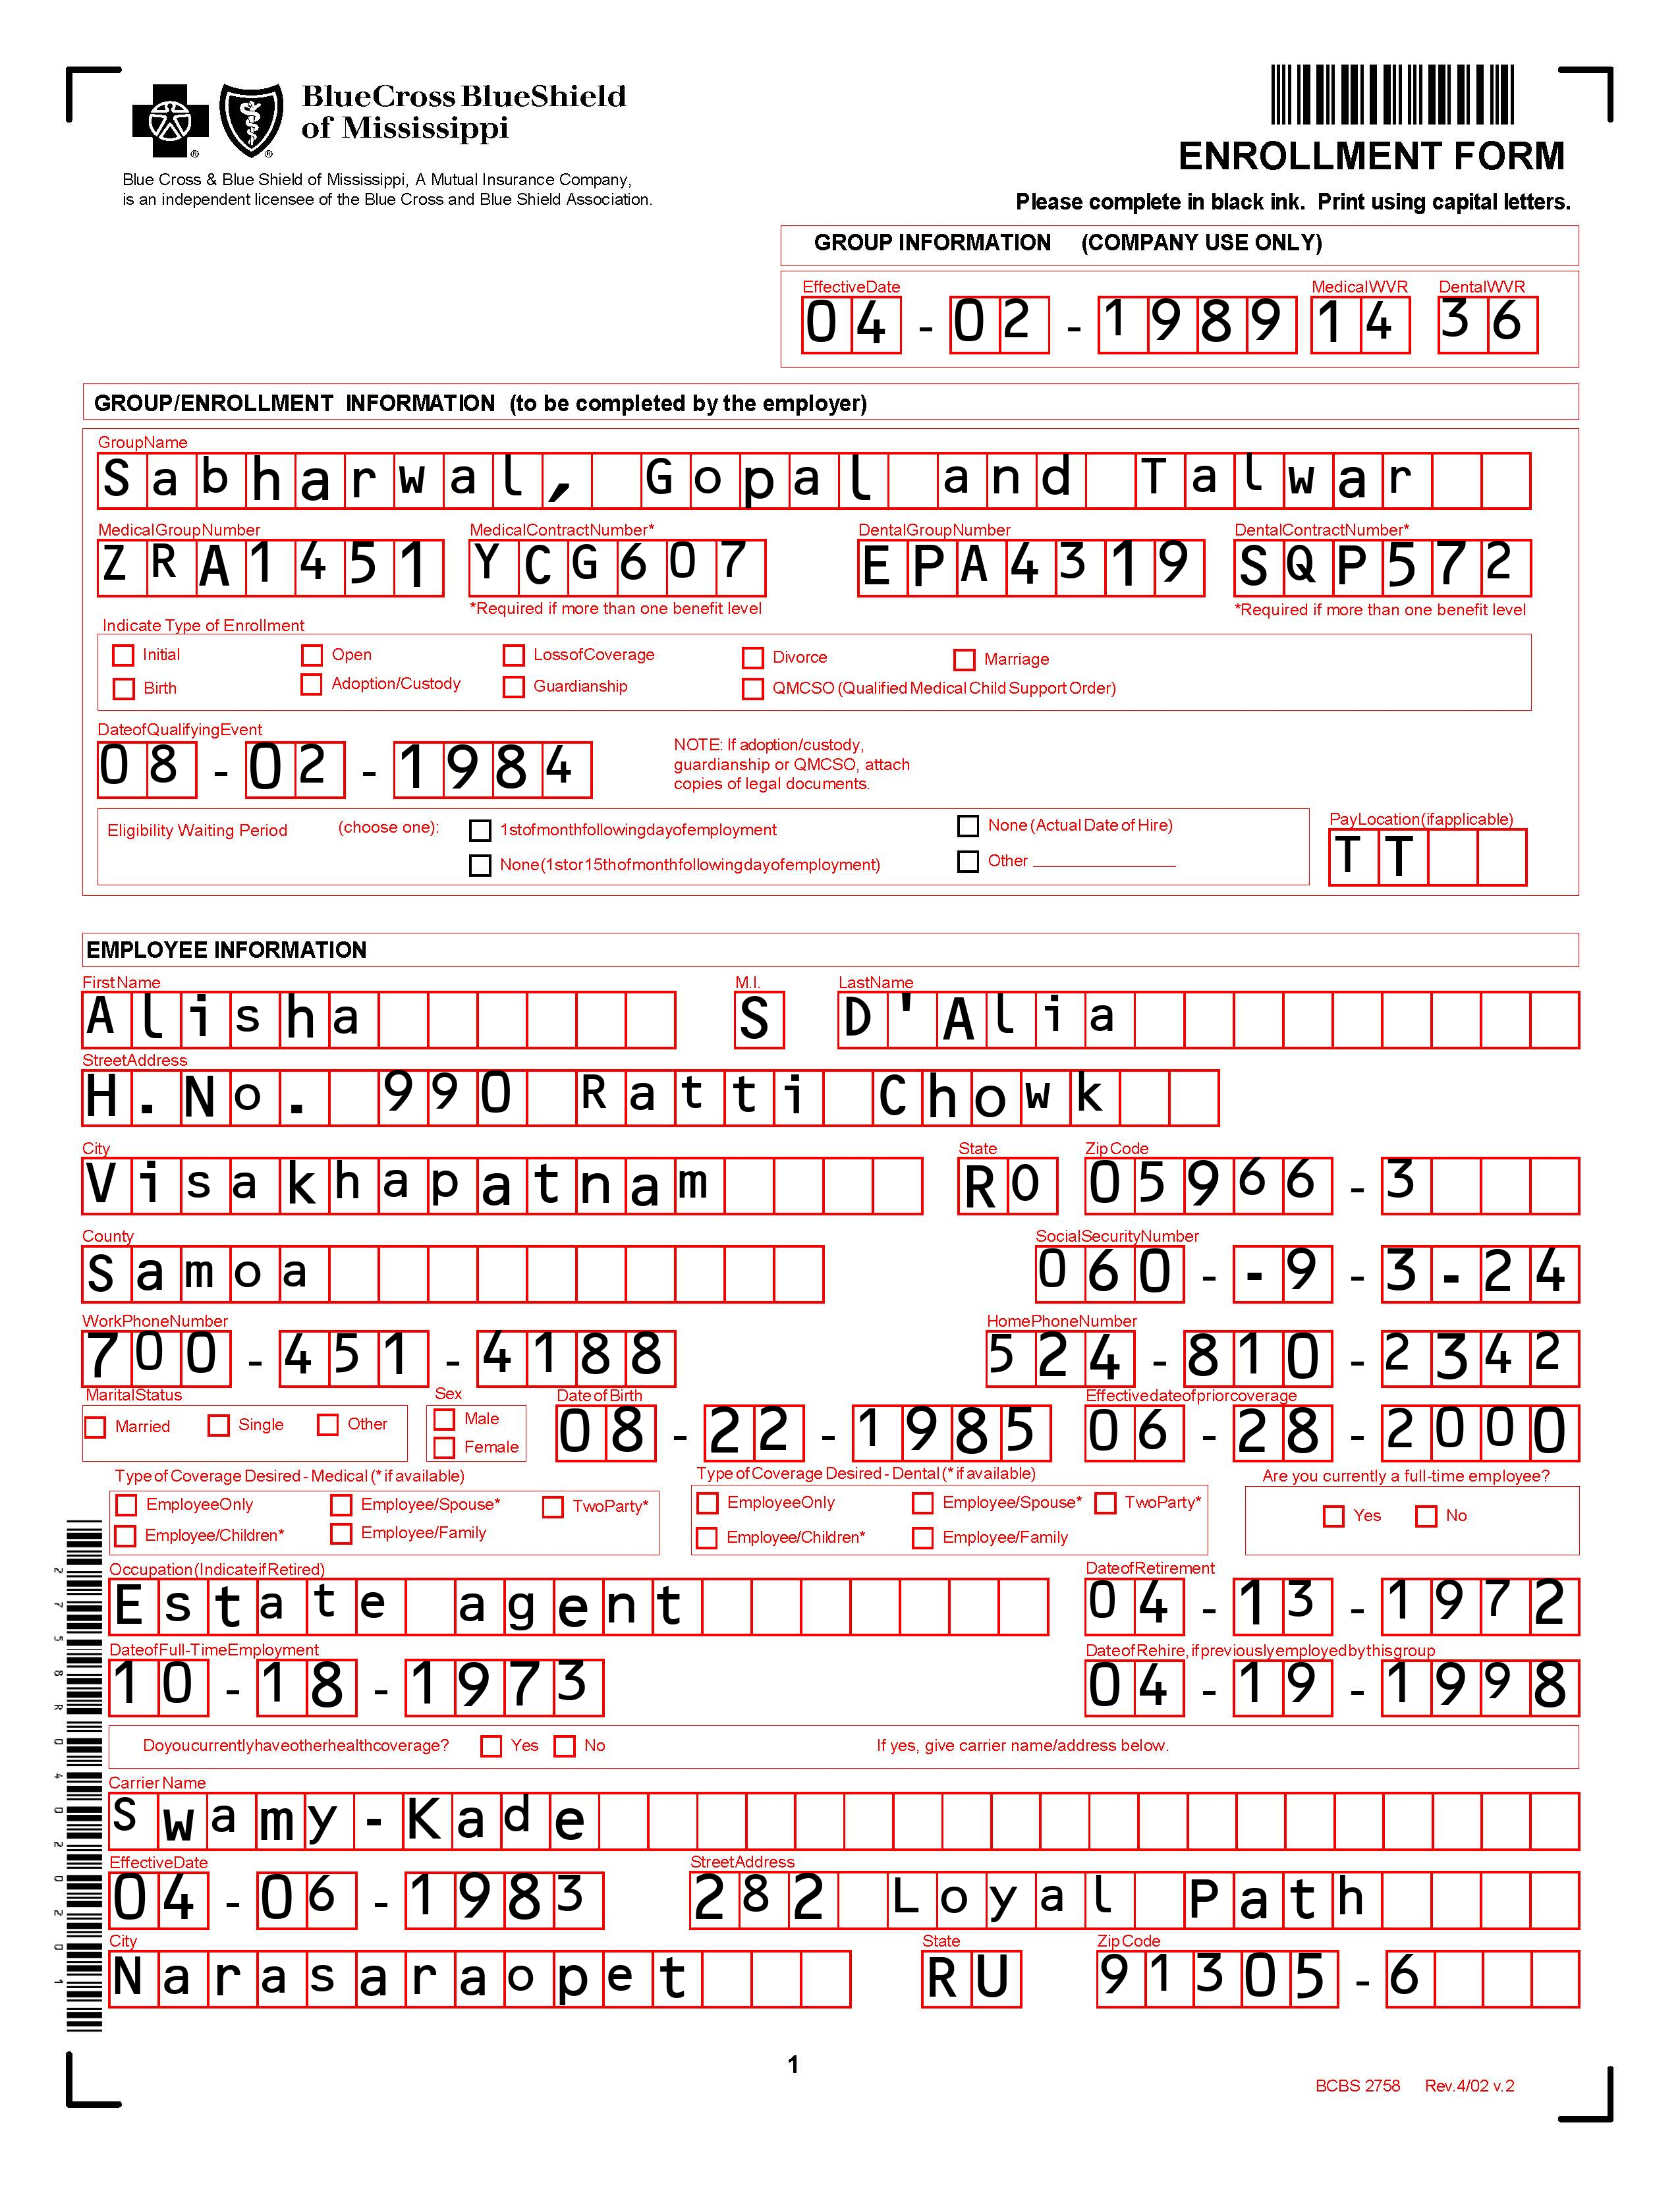 BlueCross BlueShield
of Mississippi
Blue Cross & Blue Shield of Mississippi, A Mutual Insurance Company,
is an independent licensee of the Blue Cross and Blue Shield Association.
ENROLLMENT FORM
Please complete in black ink. Print using capital letters.
GROUP INFORMATION (COMPANY USE ONLY)
EffectiveDate MedicalWVR DentalWVR
04-02-1989 14 36
GROUP/ENROLLMENT INFORMATION (to be completed by the employer)
GroupName
Sabharwal, Gopal and Talwar
MedicalGroupNumber MedicalContractNumber* DentalGroupNumber DentalContractNumber*
ZRA1451 YCG607 EPA4319 SQP572
*Required if more than one benefit level *Required if more than one benefit level
Indicate Type of Enrollment
Initial Open LossofCoverage Divorce Marriage
Birth Adoption/Custody Guardianship QMCSO (Qualified Medical Child Support Order)
DateofQualifyingEvent
08-02-1984
NOTE: If adoption/custody,
guardianship or QMCSO, attach
copies of legal documents.
Eligibility Waiting Period (choose one): 1stofmonthfollowingdayofemployment None (Actual Date of Hire) PayLocation(ifapplicable)
None(1stor15thofmonthfollowingdayofemployment) Other TT
EMPLOYEE INFORMATION
FirstName M.I. LastName
Alisha S D'Alia
StreetAddress
H.No. 990 Ratti Chowk
City State Zip Code
Visakhapatnam RO 05966-3
County SocialSecurityNumber
Samoa 060--9-3-24
WorkPhoneNumber HomePhoneNumber
700-451-4188 524-810-2342
MaritalStatus Sex Date of Birth Effectivedateofpriorcoverage
Married Single Other Male 08-22-1985 06-28-2000
Female
Type of Coverage Desired - Medical (* if available) Type of Coverage Desired - Dental (* if available) Are you currently a full-time employee?
EmployeeOnly Employee/Spouse* TwoParty* EmployeeOnly Employee/Spouse* TwoParty* Yes No
Employee/Children* Employee/Family Employee/Children* Employee/Family
Occupation (IndicateifRetired) DateofRetirement
Estate agent 04-13-1972
DateofFull-TimeEmployment DateofRehire, ifpreviouslyemployedbythisgroup
10-18-1973 04-19-1998
Doyoucurrentlyhaveotherhealthcoverage? Yes No If yes, give carrier name/address below.
Carrier Name
Swamy-Kade
EffectiveDate StreetAddress
04-06-1983 282 Loyal Path
City State Zip Code
Narasaraopet RU 91305-6
2758R04020201
1
BCBS 2758 Rev.4/02 v.2